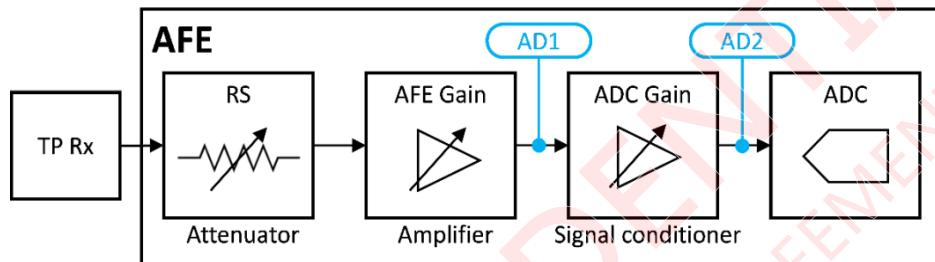 AFE
AD1
AD2
TP Rx
RS
AFE Gain
ADC Gain
ADC
Attenuator
Amplifier
Signal conditioner